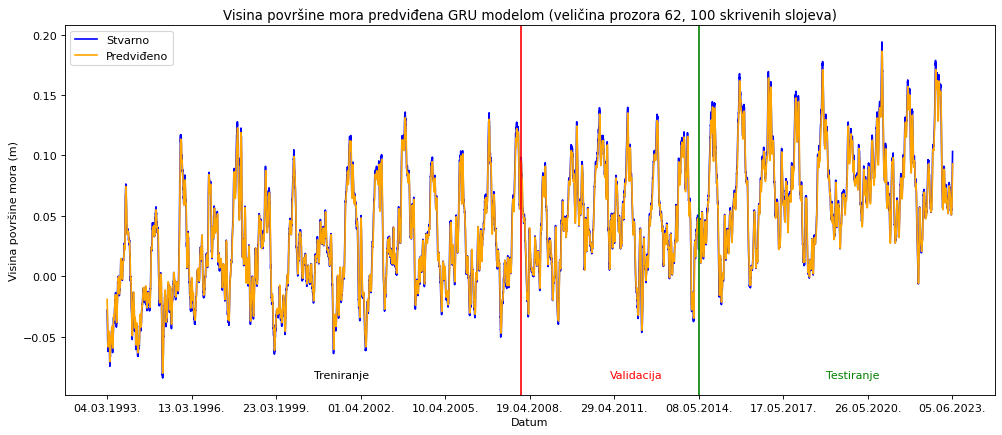 Visina površine mora predviđena GRU modelom (veličina prozora 62, 100 skrivenih slojeva)
Stvarno
Predviđeno
Visina površine mora (m)
0.20
0.15
0.10
0.05
0.00
−0.05
Treniranje
Validacija
Testiranje
04.03.1993.
13.03.1996.
23.03.1999.
01.04.2002.
10.04.2005.
19.04.2008.
29.04.2011.
08.05.2014.
17.05.2017.
26.05.2020.
05.06.2023.
Datum